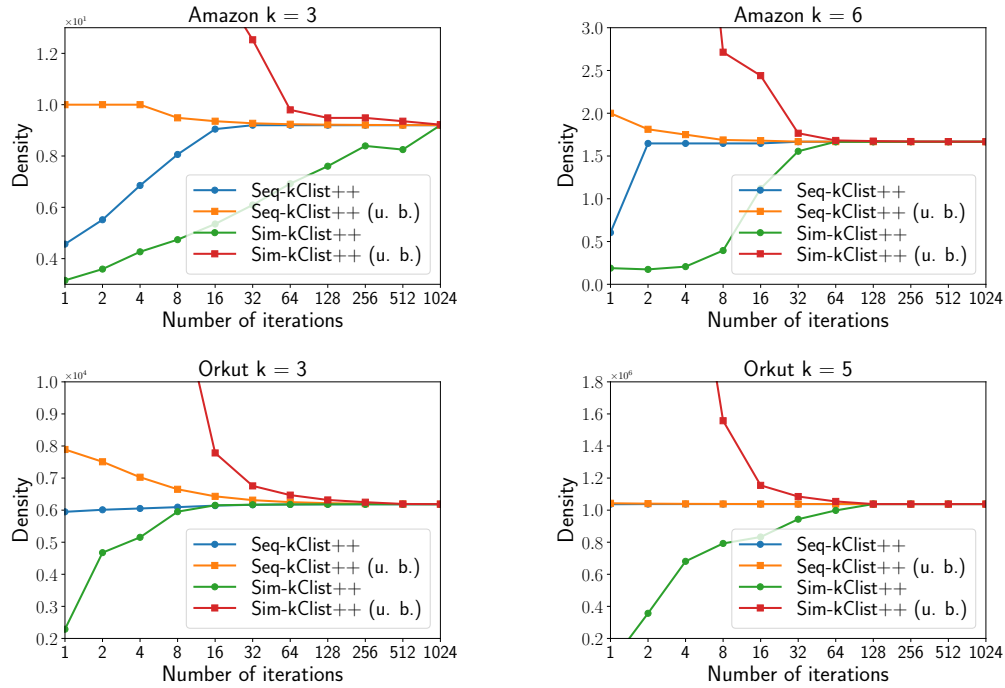 Amazon k = 3
×10¹
Density
1.2
1.0
0.8
0.6
0.4
Seq-kClist++
Seq-kClist++ (u. b.)
Sim-kClist++
Sim-kClist++ (u. b.)
1 2 4 8 16 32 64 128 256 512 1024
Number of iterations
Amazon k = 6
Density
3.0
2.5
2.0
1.5
1.0
0.5
0.0
Seq-kClist++
Seq-kClist++ (u. b.)
Sim-kClist++
Sim-kClist++ (u. b.)
1 2 4 8 16 32 64 128 256 512 1024
Number of iterations
Orkut k = 3
×10⁴
Density
1.0
0.9
0.8
0.7
0.6
0.5
0.4
0.3
0.2
Seq-kClist++
Seq-kClist++ (u. b.)
Sim-kClist++
Sim-kClist++ (u. b.)
1 2 4 8 16 32 64 128 256 512 1024
Number of iterations
Orkut k = 5
×10⁶
Density
1.8
1.6
1.4
1.2
1.0
0.8
0.6
0.4
0.2
Seq-kClist++
Seq-kClist++ (u. b.)
Sim-kClist++
Sim-kClist++ (u. b.)
1 2 4 8 16 32 64 128 256 512 1024
Number of iterations